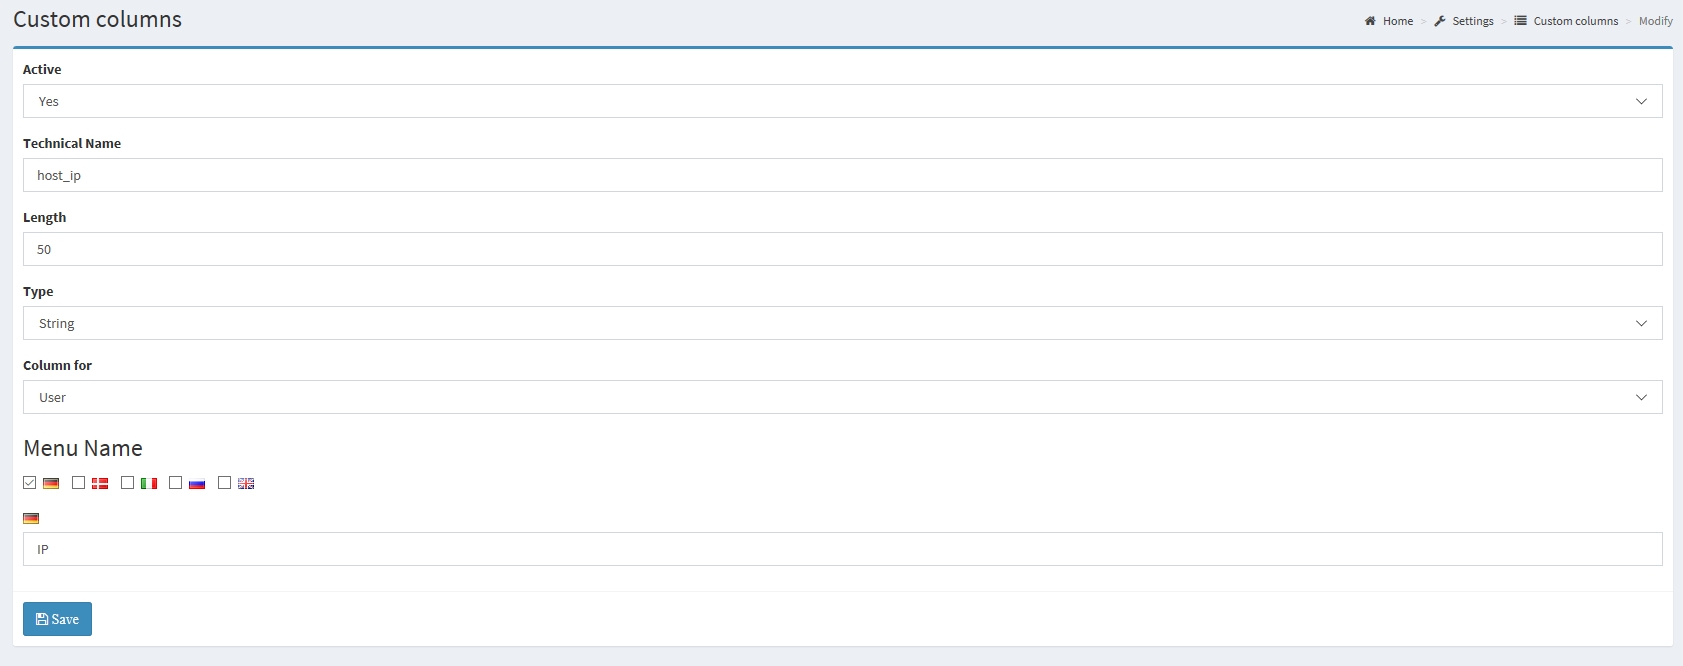 Custom columns
Home > Settings > Custom columns > Modify
Active
Yes
Technical Name
host_ip
Length
50
Type
String
Column for
User
Menu Name
IP
Save